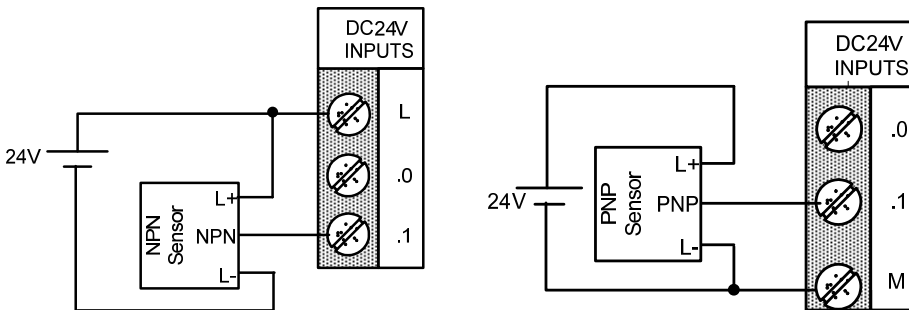 DC24V
INPUTS
L
.0
.1
24V
L+
NPN
L-
NPN
Sensor
DC24V
INPUTS
.0
.1
M
24V
L+
PNP
L-
PNP
Sensor